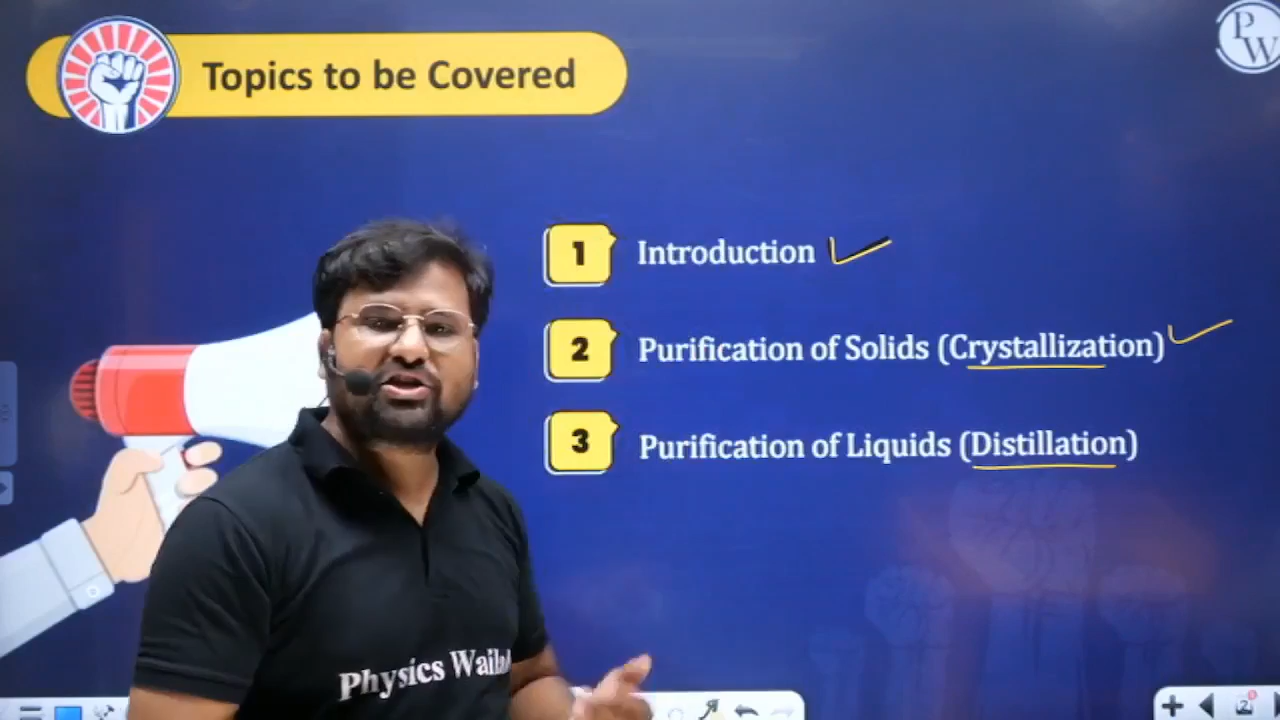 Topics to be Covered
PW
1 Introduction
2 Purification of Solids (Crystallization)
3 Purification of Liquids (Distillation)
Physics Walla
2